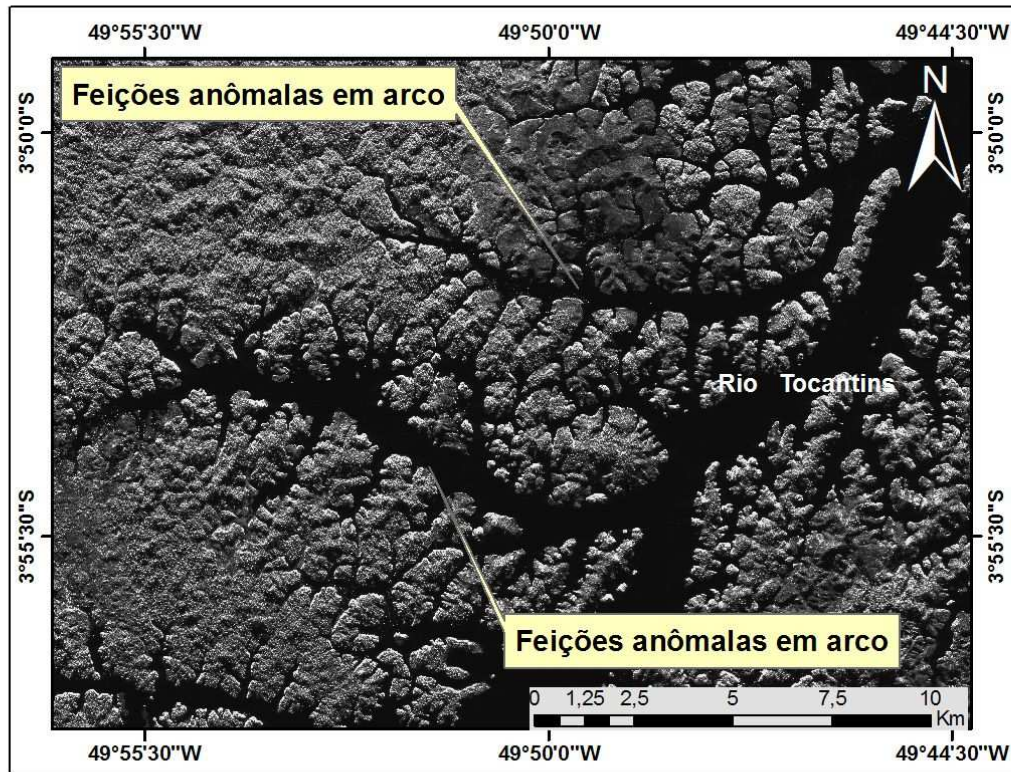 49°55'30"W
49°50'0"W
49°44'30"W
Feições anômalas em arco
N
3°50'0"S
3°50'0"S
Rio Tocantins
3°55'30"S
3°55'30"S
Feições anômalas em arco
0 1,25 2,5 5 7,5 10
Km
49°55'30"W
49°50'0"W
49°44'30"W